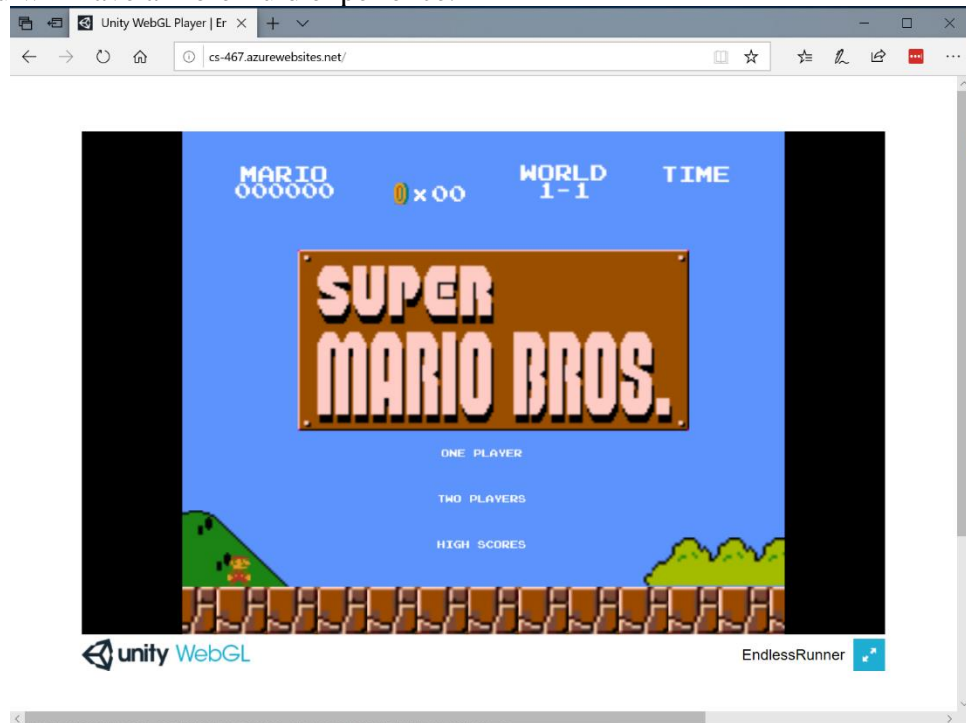 Unity WebGL Player | Er
cs-467.azurewebsites.net/
MARIO WORLD TIME
000000 x00 1-1
SUPER
MARIO BROS.
ONE PLAYER
TWO PLAYERS
HIGH SCORES
unity WebGL EndlessRunner